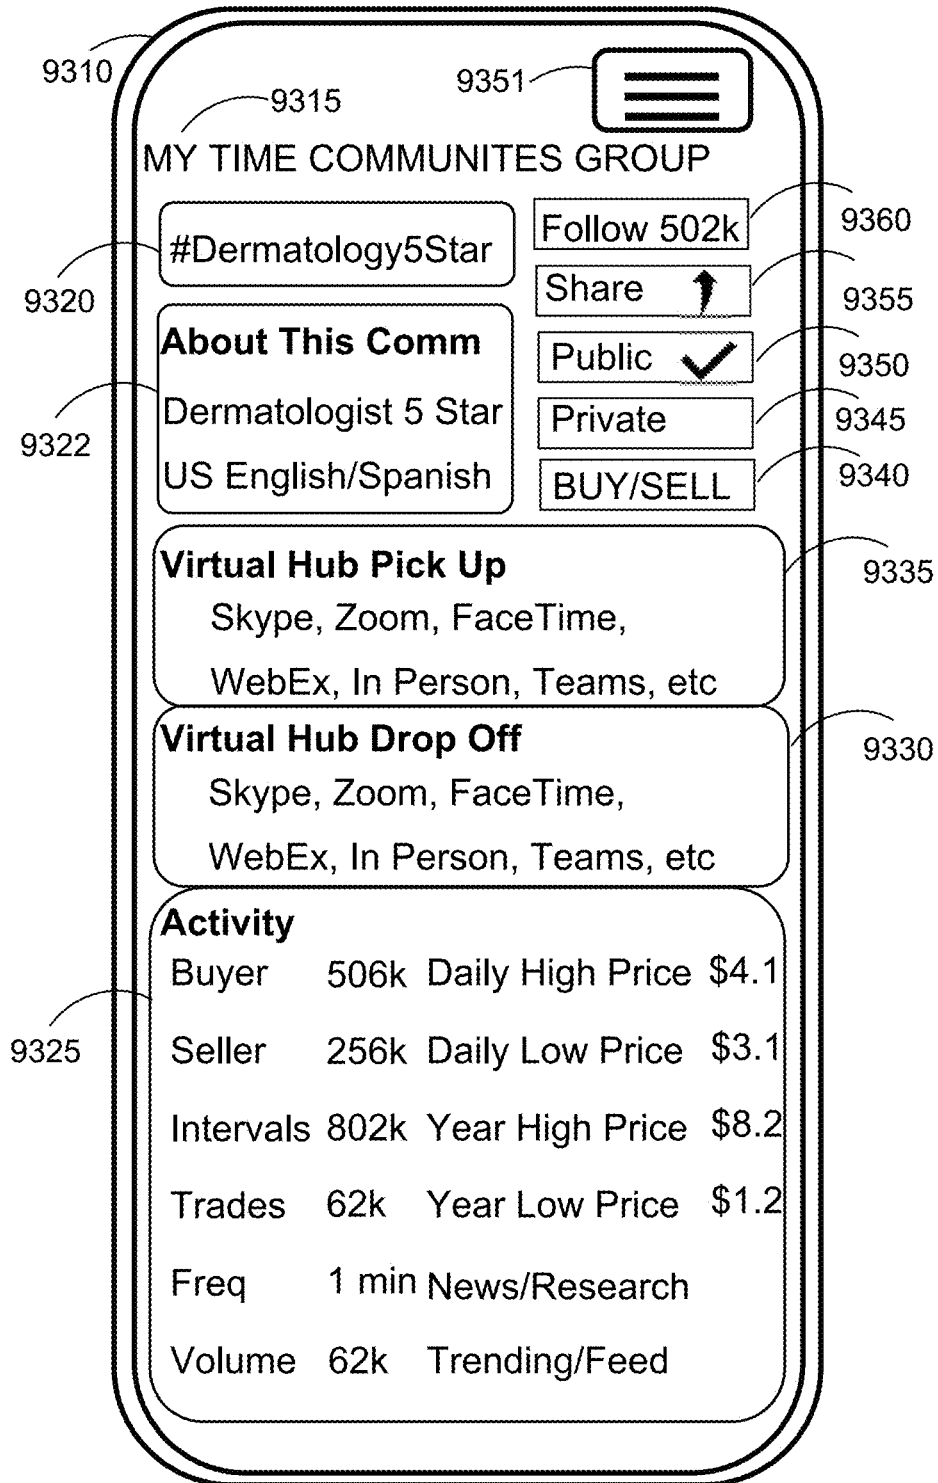 9310
9351
9315
MY TIME COMMUNITES GROUP
#Dermatology5Star
9320
Follow 502k
9360
Share
9355
Public
9350
Private
9345
BUY/SELL
9340
About This Comm
Dermatologist 5 Star
US English/Spanish
9322
Virtual Hub Pick Up
Skype, Zoom, FaceTime,
WebEx, In Person, Teams, etc
9335
Virtual Hub Drop Off
Skype, Zoom, FaceTime,
WebEx, In Person, Teams, etc
9330
Activity
Buyer 506k Daily High Price $4.1
Seller 256k Daily Low Price $3.1
Intervals 802k Year High Price $8.2
Trades 62k Year Low Price $1.2
Freq 1 min News/Research
Volume 62k Trending/Feed
9325